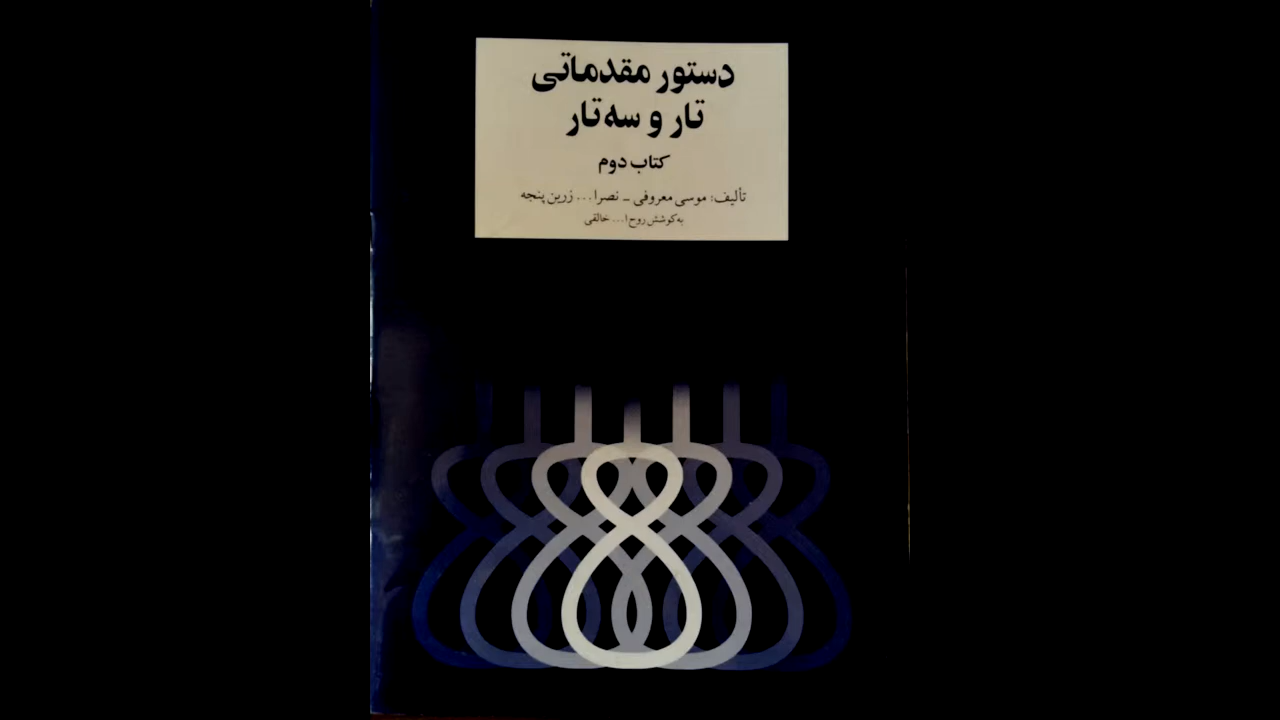 دستور مقدماتی
تار و سه‌تار
کتاب دوم
تألیف: موسی معروفی ـ نصرا... زرین پنجه
به‌کوشش روح ا... خالقی